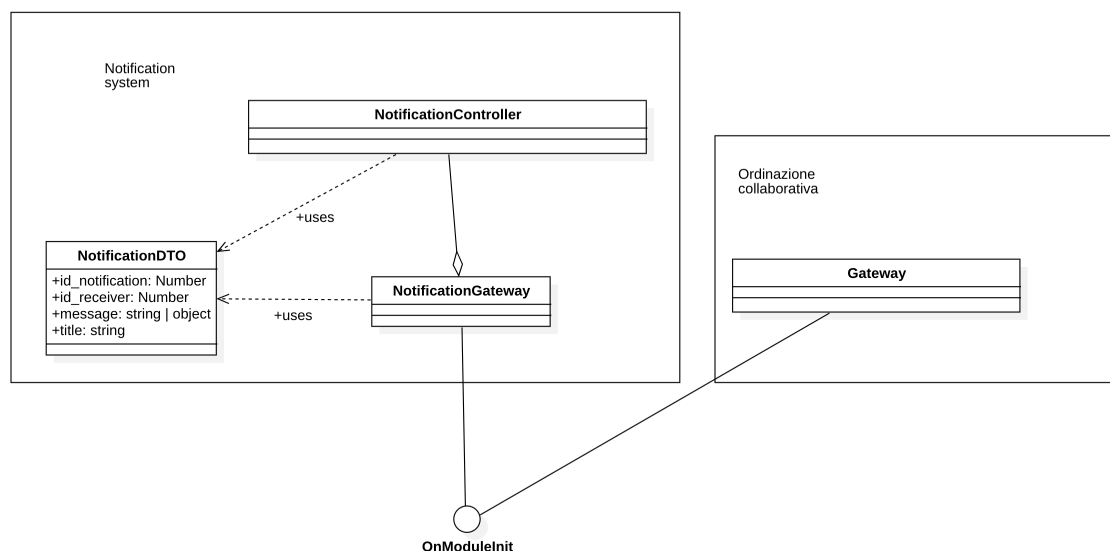 Notification
system
NotificationController
Ordinazione
collaborativa
+uses
NotificationDTO
+id_notification: Number
+id_receiver: Number
+message: string | object
+title: string
NotificationGateway
+uses
Gateway
OnModuleInit